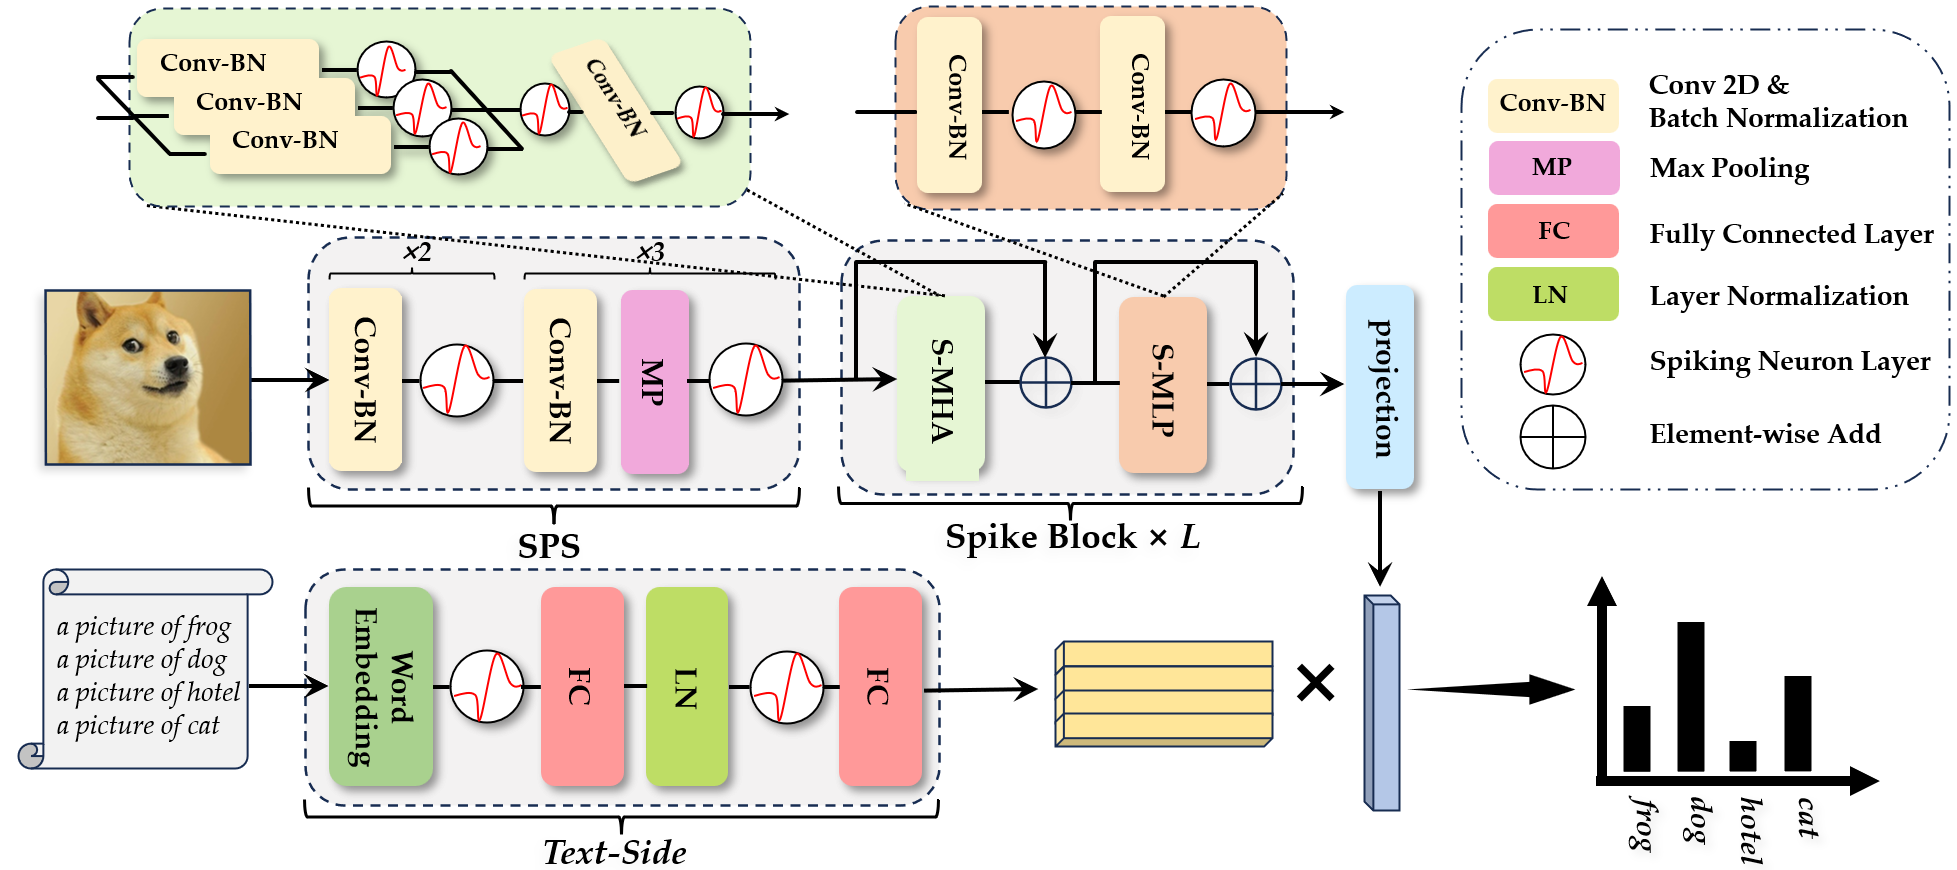 Conv-BN
Conv-BN
Conv-BN
Conv-BN
Conv-BN
Conv-BN
×2
×3
Conv-BN
Conv-BN
MP
S-MHA
S-MLP
projection
SPS
Spike Block × L
Conv-BN
Conv 2D &
Batch Normalization
MP
Max Pooling
FC
Fully Connected Layer
LN
Layer Normalization
Spiking Neuron Layer
Element-wise Add
a picture of frog
a picture of dog
a picture of hotel
a picture of cat
Word
Embedding
FC
LN
FC
Text-Side
×
frog
dog
hotel
cat